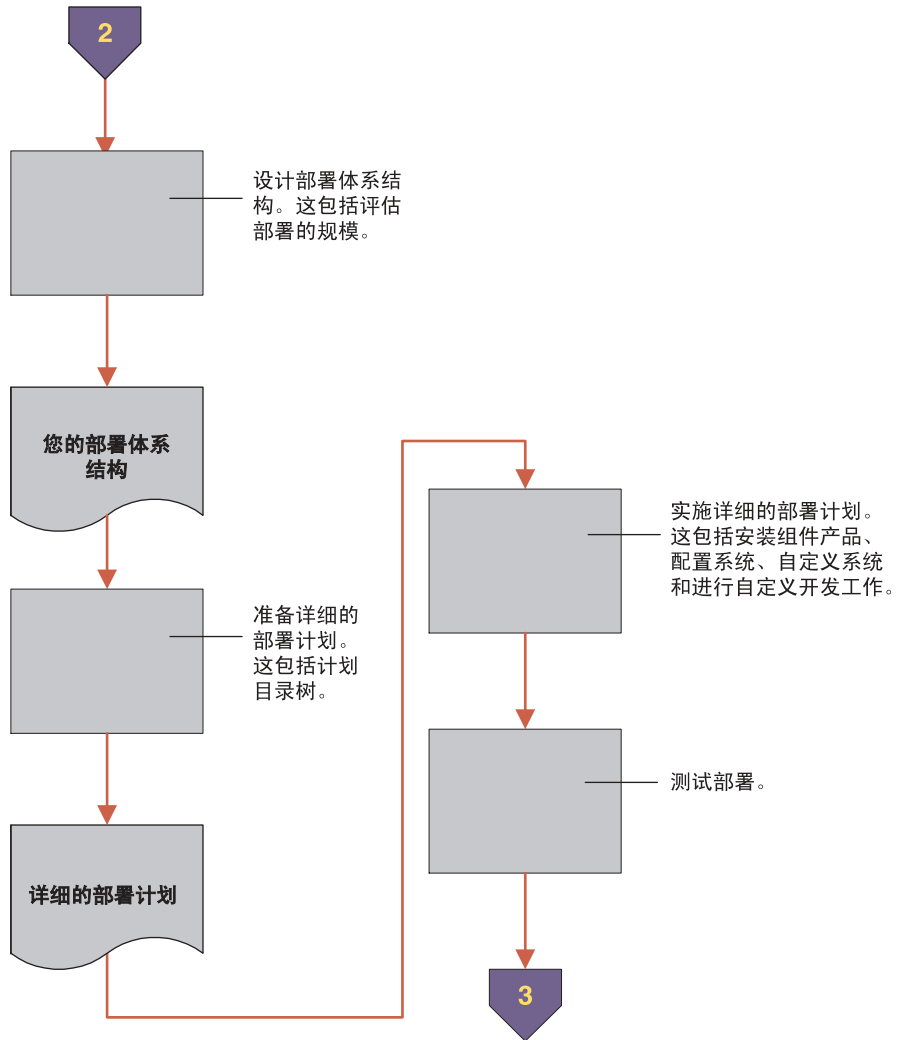 2
设计部署体系结
构。这包括评估
部署的规模。
您的部署体系
结构
准备详细的
部署计划。
这包括计划
目录树。
详细的部署计划
实施详细的部署计划。
这包括安装组件产品、
配置系统、自定义系统
和进行自定义开发工作。
测试部署。
3